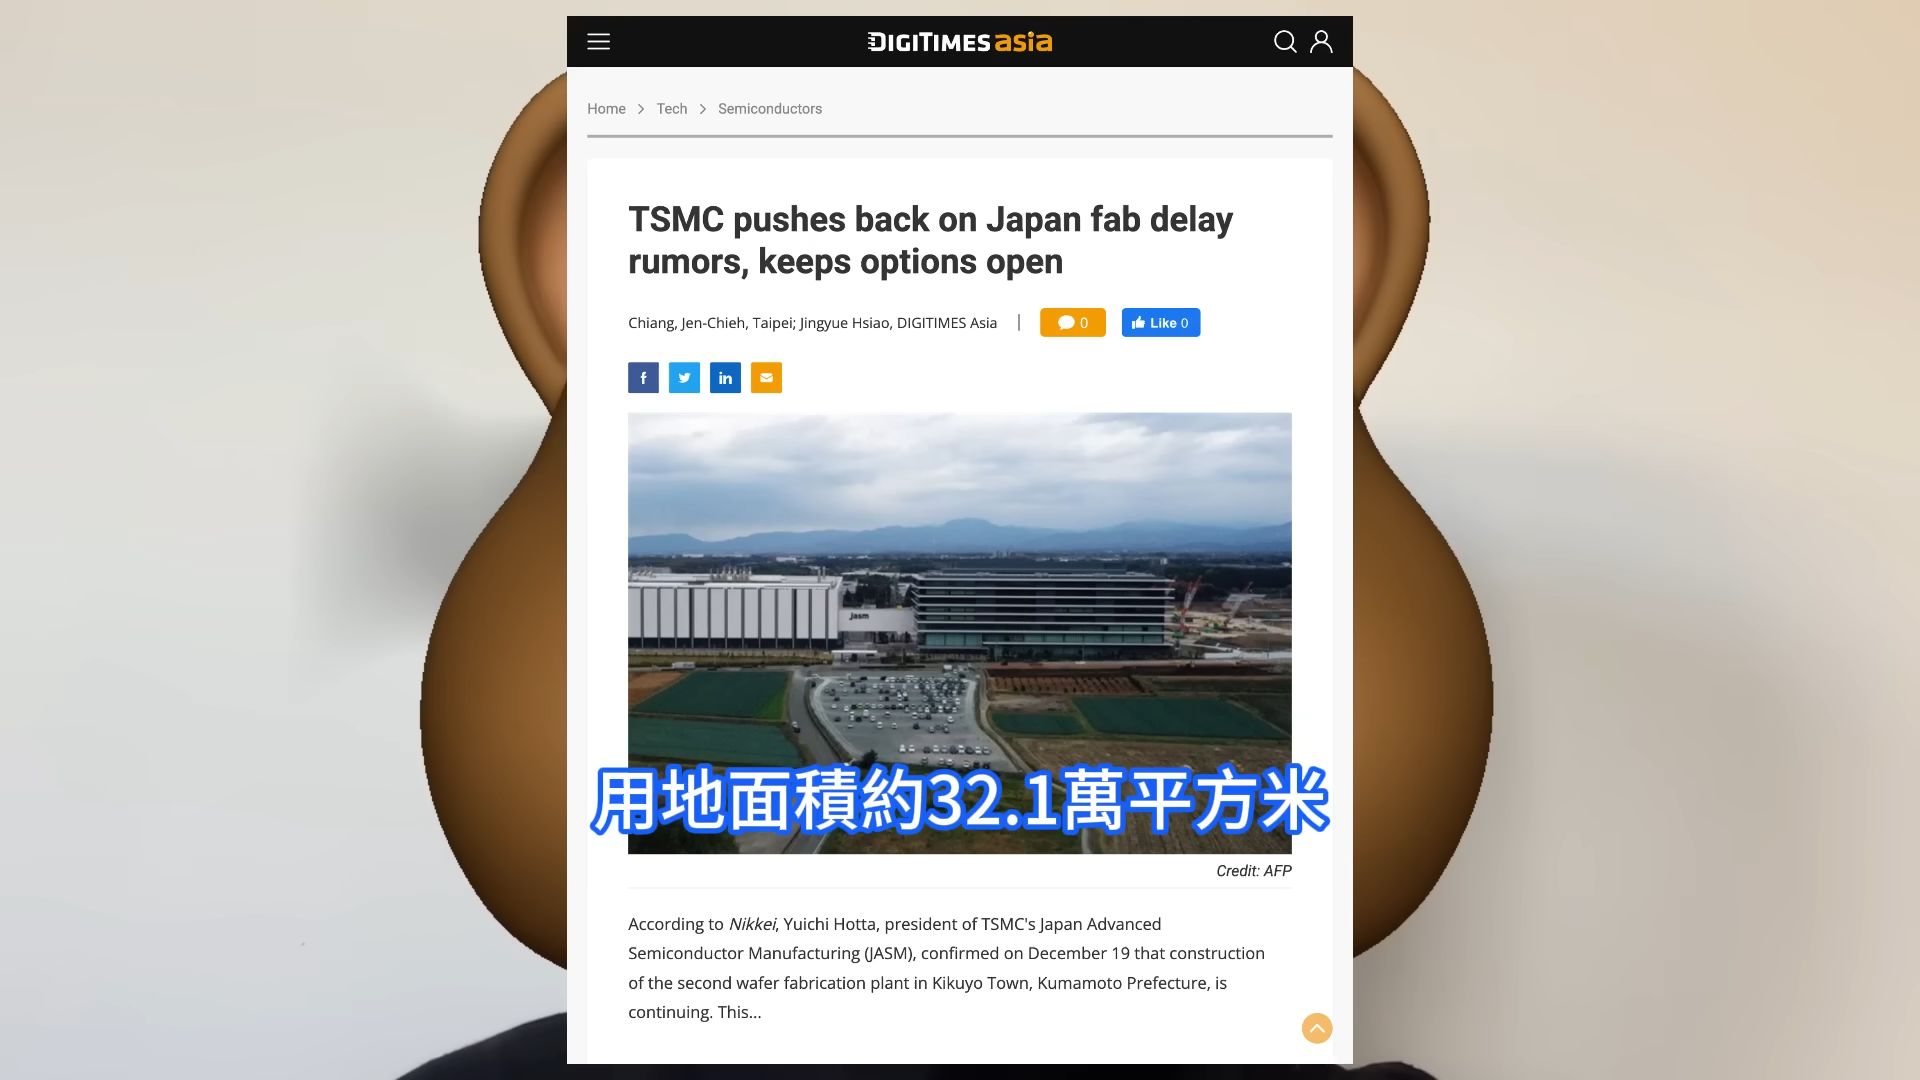 DIGITIMES asia
Home > Tech > Semiconductors
TSMC pushes back on Japan fab delay
rumors, keeps options open
Chiang, Jen-Chieh, Taipei; Jingyue Hsiao, DIGITIMES Asia | 0 Like 0
f in
Jasm
用地面積約32.1萬平方米
Credit: AFP
According to Nikkei, Yuichi Hotta, president of TSMC's Japan Advanced
Semiconductor Manufacturing (JASM), confirmed on December 19 that construction
of the second wafer fabrication plant in Kikuyo Town, Kumamoto Prefecture, is
continuing. This...